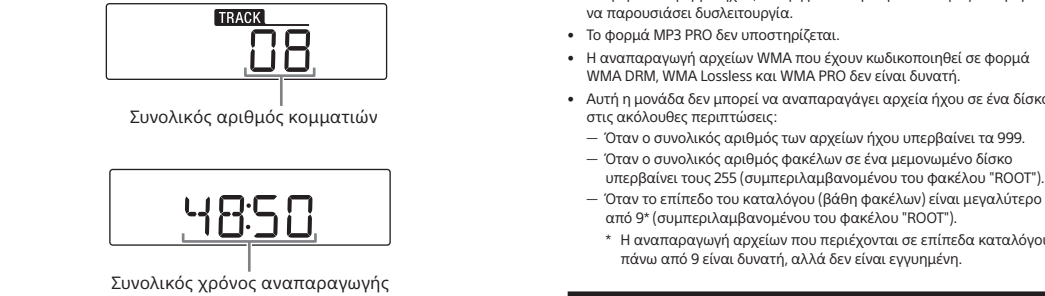 TRACK
08
Συνολικός αριθμός κομματιών
48:50
Συνολικός χρόνος αναπαραγωγής
να παρουσιάσει δυσλειτουργία.
• Το φορμά MP3 PRO δεν υποστηρίζεται.
• Η αναπαραγωγή αρχείων WMA που έχουν κωδικοποιηθεί σε φορμά
WMA DRM, WMA Lossless και WMA PRO δεν είναι δυνατή.
• Αυτή η μονάδα δεν μπορεί να αναπαραγάγει αρχεία ήχου σε ένα δίσκο
στις ακόλουθες περιπτώσεις:
— Όταν ο συνολικός αριθμός των αρχείων ήχου υπερβαίνει τα 999.
— Όταν ο συνολικός αριθμός φακέλων σε ένα μεμονωμένο δίσκο
υπερβαίνει τους 255 (συμπεριλαμβανομένου του φακέλου "ROOT").
— Όταν το επίπεδο του καταλόγου (βάθη φακέλων) είναι μεγαλύτερο
από 9* (συμπεριλαμβανομένου του φακέλου "ROOT").
* Η αναπαραγωγή αρχείων που περιέχονται σε επίπεδα καταλόγου
πάνω από 9 είναι δυνατή, αλλά δεν είναι εγγυημένη.